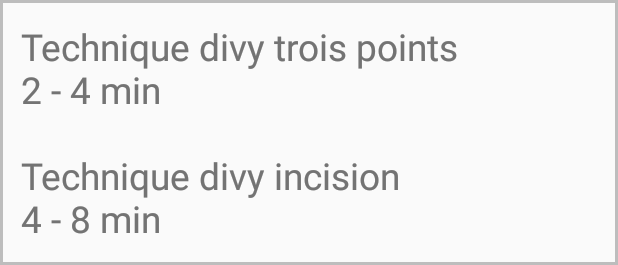 Technique divy trois points
2 - 4 min
Technique divy incision
4 - 8 min